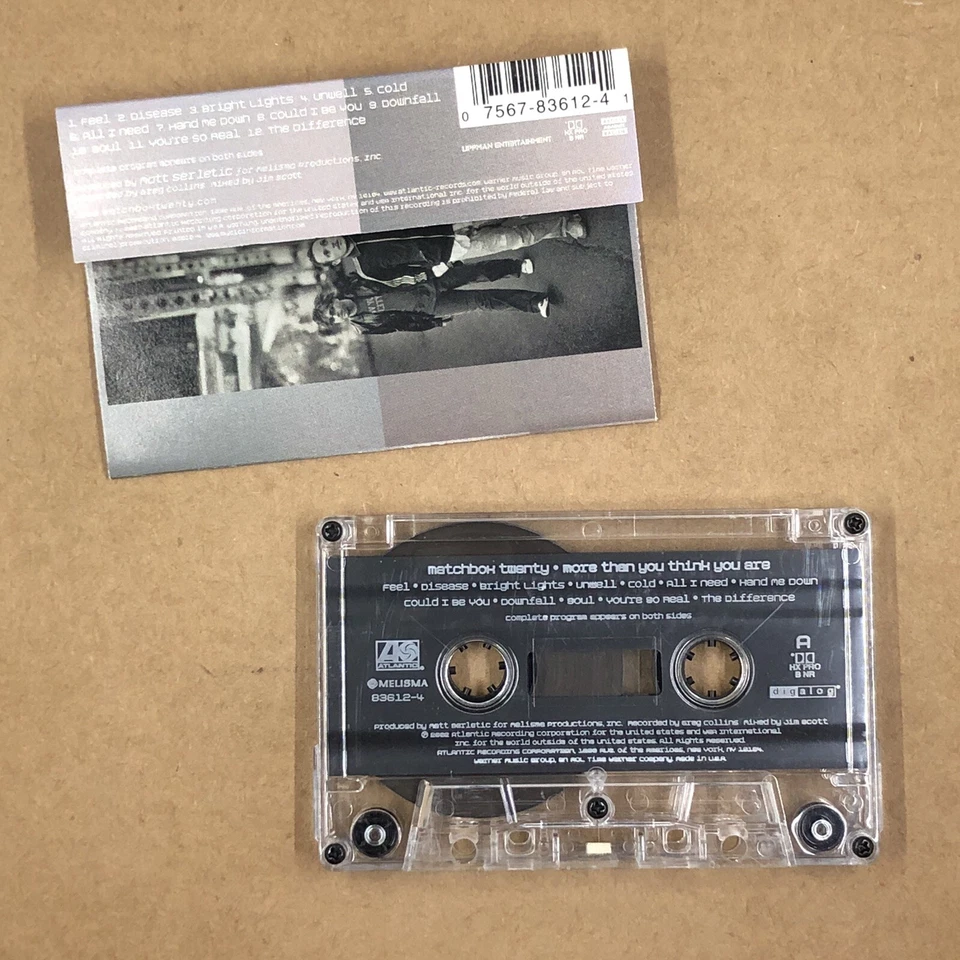 1. Feel 2. Disease 3. Bright Lights 4. Unwell 5. Cold
6. All I Need 7. Hand Me Down 8. Could I Be You 9 Downfall
10 Soul 11 You're So Real 12. The Difference
complete program appears on both sides
Produced by Matt Serletic for Melisma Productions, Inc.
Recorded by Greg Collins Mixed by Jim Scott
www.matchboxtwenty.com
0 7567-83612-4 1
LIPPMAN ENTERTAINMENT
HX PRO
B NR
matchbox twenty • more than you think you are
Feel • Disease • Bright Lights • Unwell • Cold • All I Need • Hand Me Down
Could I Be You • Downfall • Soul • You're So Real • The Difference
complete program appears on both sides
ATLANTIC®
MELISMA
83612-4
A
HX PRO
B NR
digalog®
Produced by Matt Serletic for Melisma Productions, Inc. Recorded by Greg Collins Mixed by Jim Scott
℗ 2002 Atlantic Recording Corporation for the United States and WEA International
Inc. for the world outside of the United States. All Rights Reserved.
ATLANTIC RECORDING CORPORATION, 1290 Ave. of the Americas, New York, NY 10104.
Warner Music Group, An AOL Time Warner Company. Made in U.S.A.